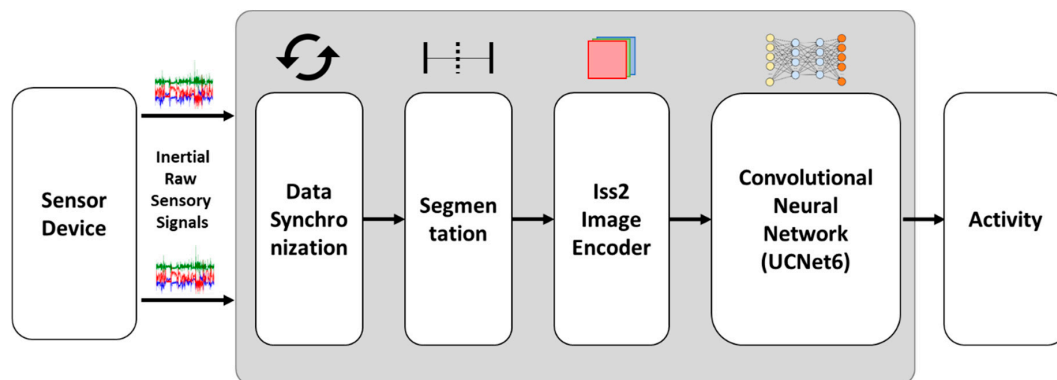 Sensor
Device
Inertial
Raw
Sensory
Signals
Data
Synchro
nization
Segmen
tation
Iss2
Image
Encoder
Convolutional
Neural
Network
(UCNet6)
Activity